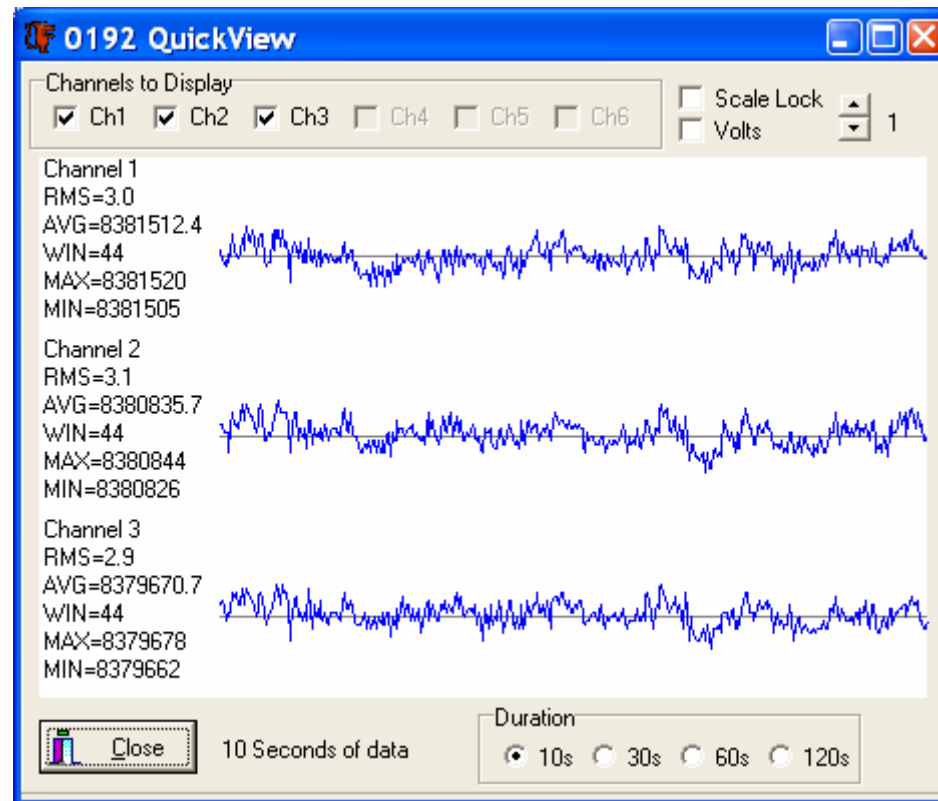 0192 QuickView
Channels to Display
Ch1 Ch2 Ch3 Ch4 Ch5 Ch6
Scale Lock
Volts
1
Channel 1
RMS=3.0
AVG=8381512.4
WIN=44
MAX=8381520
MIN=8381505
Channel 2
RMS=3.1
AVG=8380835.7
WIN=44
MAX=8380844
MIN=8380826
Channel 3
RMS=2.9
AVG=8379670.7
WIN=44
MAX=8379678
MIN=8379662
Close
10 Seconds of data
Duration
10s 30s 60s 120s